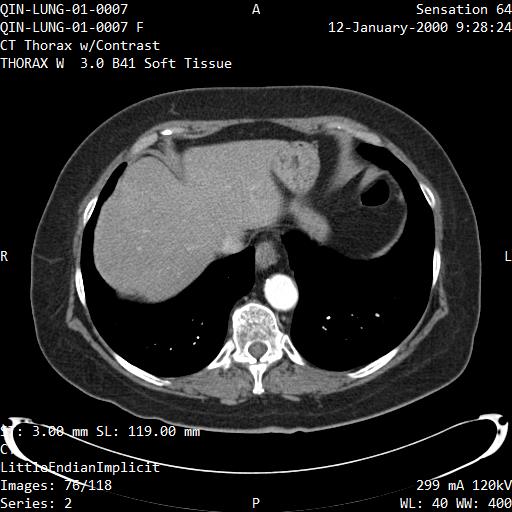 QIN-LUNG-01-0007
A
Sensation 64
QIN-LUNG-01-0007 F
12-January-2000 9:28:24
CT Thorax w/Contrast
THORAX W 3.0 B41 Soft Tissue
R
L
3.00 mm SL: 119.00 mm
LittleEndianImplicit
Images: 76/118
299 mA 120kV
Series: 2
P
WL: 40 WW: 400